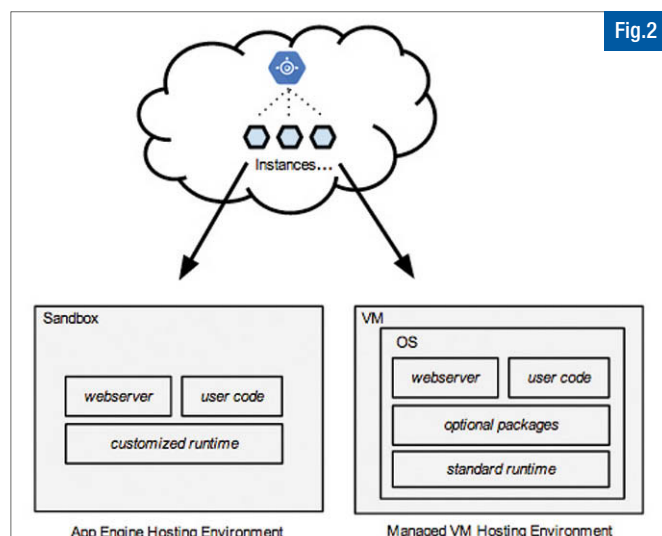 Fig.2
Instances...
Sandbox
webserver
user code
customized runtime
App Engine Hosting Environment
VM
OS
webserver
user code
optional packages
standard runtime
Managed VM Hosting Environment